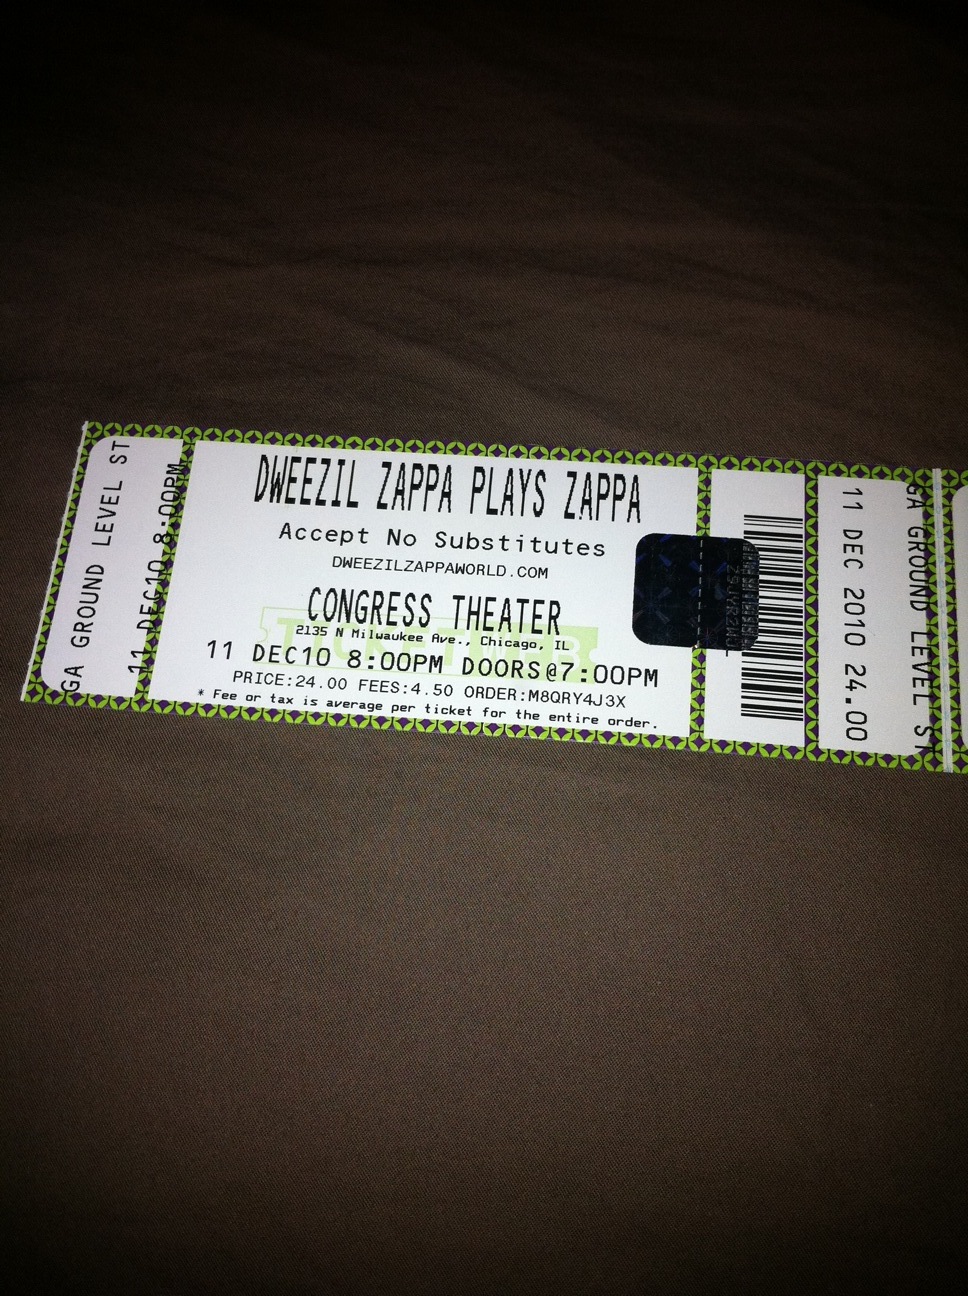 GA GROUND LEVEL ST
11 DEC10 8:00PM
DWEEZIL ZAPPA PLAYS ZAPPA
Accept No Substitutes
DWEEZILZAPPAWORLD.COM
CONGRESS THEATER
2135 N Milwaukee Ave., Chicago, IL
TICKETWEB
11 DEC10 8:00PM DOORS@7:00PM
PRICE:24.00 FEES:4.50 ORDER:M8QRY4J3X
* Fee or tax is average per ticket for the entire order.
11 DEC 2010 24.00
GA GROUND LEVEL ST